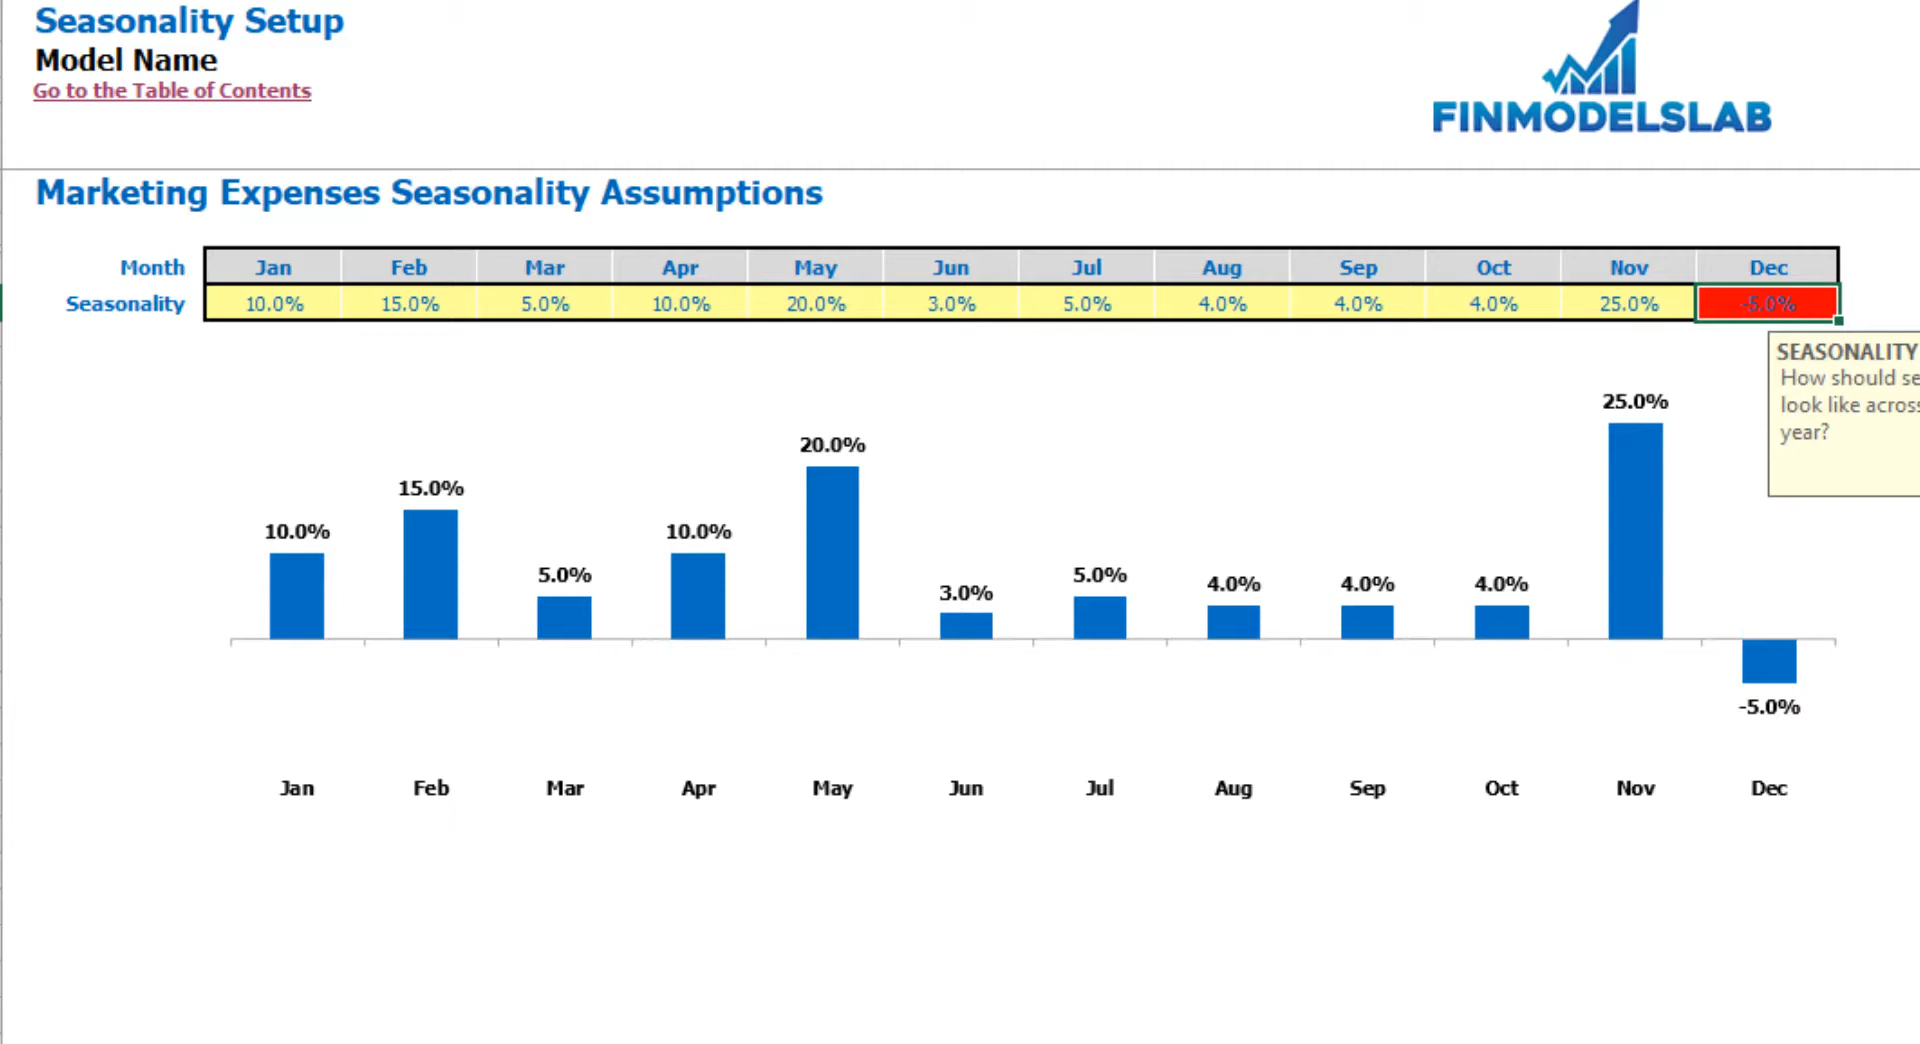 Seasonality Setup
Model Name
Go to the Table of Contents
FINMODELSLAB
Marketing Expenses Seasonality Assumptions
Month Jan Feb Mar Apr May Jun Jul Aug Sep Oct Nov Dec
Seasonality 10.0% 15.0% 5.0% 10.0% 20.0% 3.0% 5.0% 4.0% 4.0% 4.0% 25.0% -5.0%
SEASONALITY
How should se
look like across
year?
10.0% 15.0% 5.0% 10.0% 20.0% 3.0% 5.0% 4.0% 4.0% 4.0% 25.0% -5.0%
Jan Feb Mar Apr May Jun Jul Aug Sep Oct Nov Dec